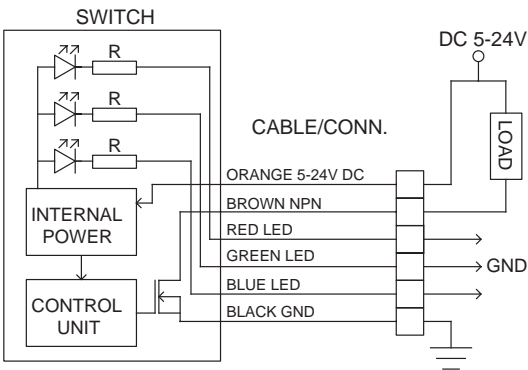 SWITCH
DC 5-24V
R
R
R
CABLE/CONN.
LOAD
ORANGE 5-24V DC
BROWN NPN
RED LED
GREEN LED
GND
BLUE LED
BLACK GND
INTERNAL
POWER
CONTROL
UNIT